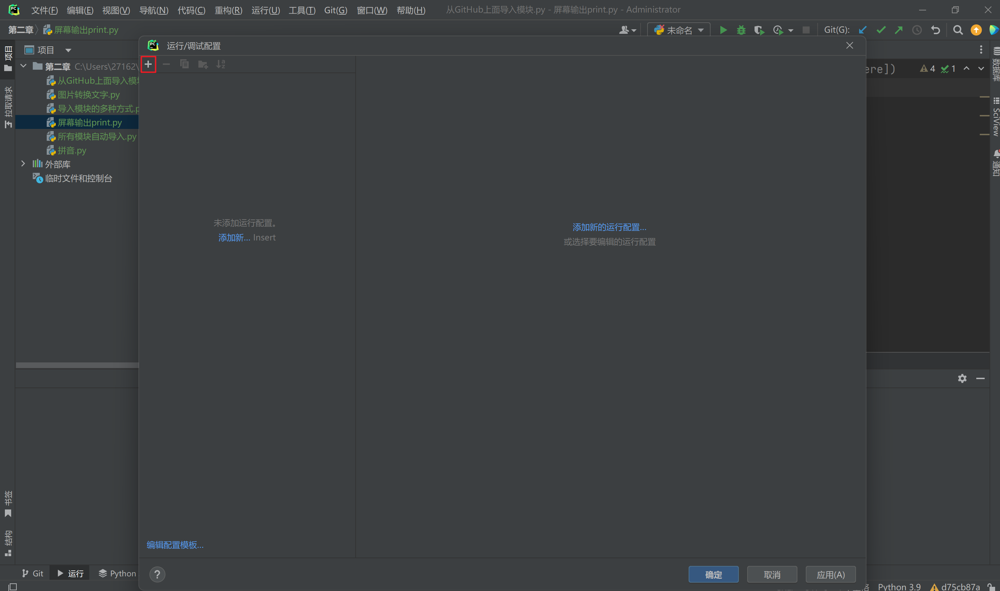 文件(F) 编辑(E) 视图(V) 导航(N) 代码(C) 重构(R) 运行(U) 工具(T) Git(G) 窗口(W) 帮助(H) 从GitHub上面导入模块.py - 屏幕输出print.py - Administrator
第二章 屏幕输出print.py 未命名 Git(G):
运行/调试配置
项目
项目
第二章 C:\Users\27162\
从GitHub上面导入模
图片转换文字.py
导入模块的多种方式.p
屏幕输出print.py
所有模块自动导入.py
拼音.py
外部库
临时文件和控制台
拉取请求
书签
结构
未添加运行配置。
添加新... Insert
添加新的运行配置...
或选择要编辑的运行配置
编辑配置模板...
?
确定 取消 应用(A)
ere])
4 1
数据库
SciView
通知
Git 运行 Python
Python 3.9 d75cb87a